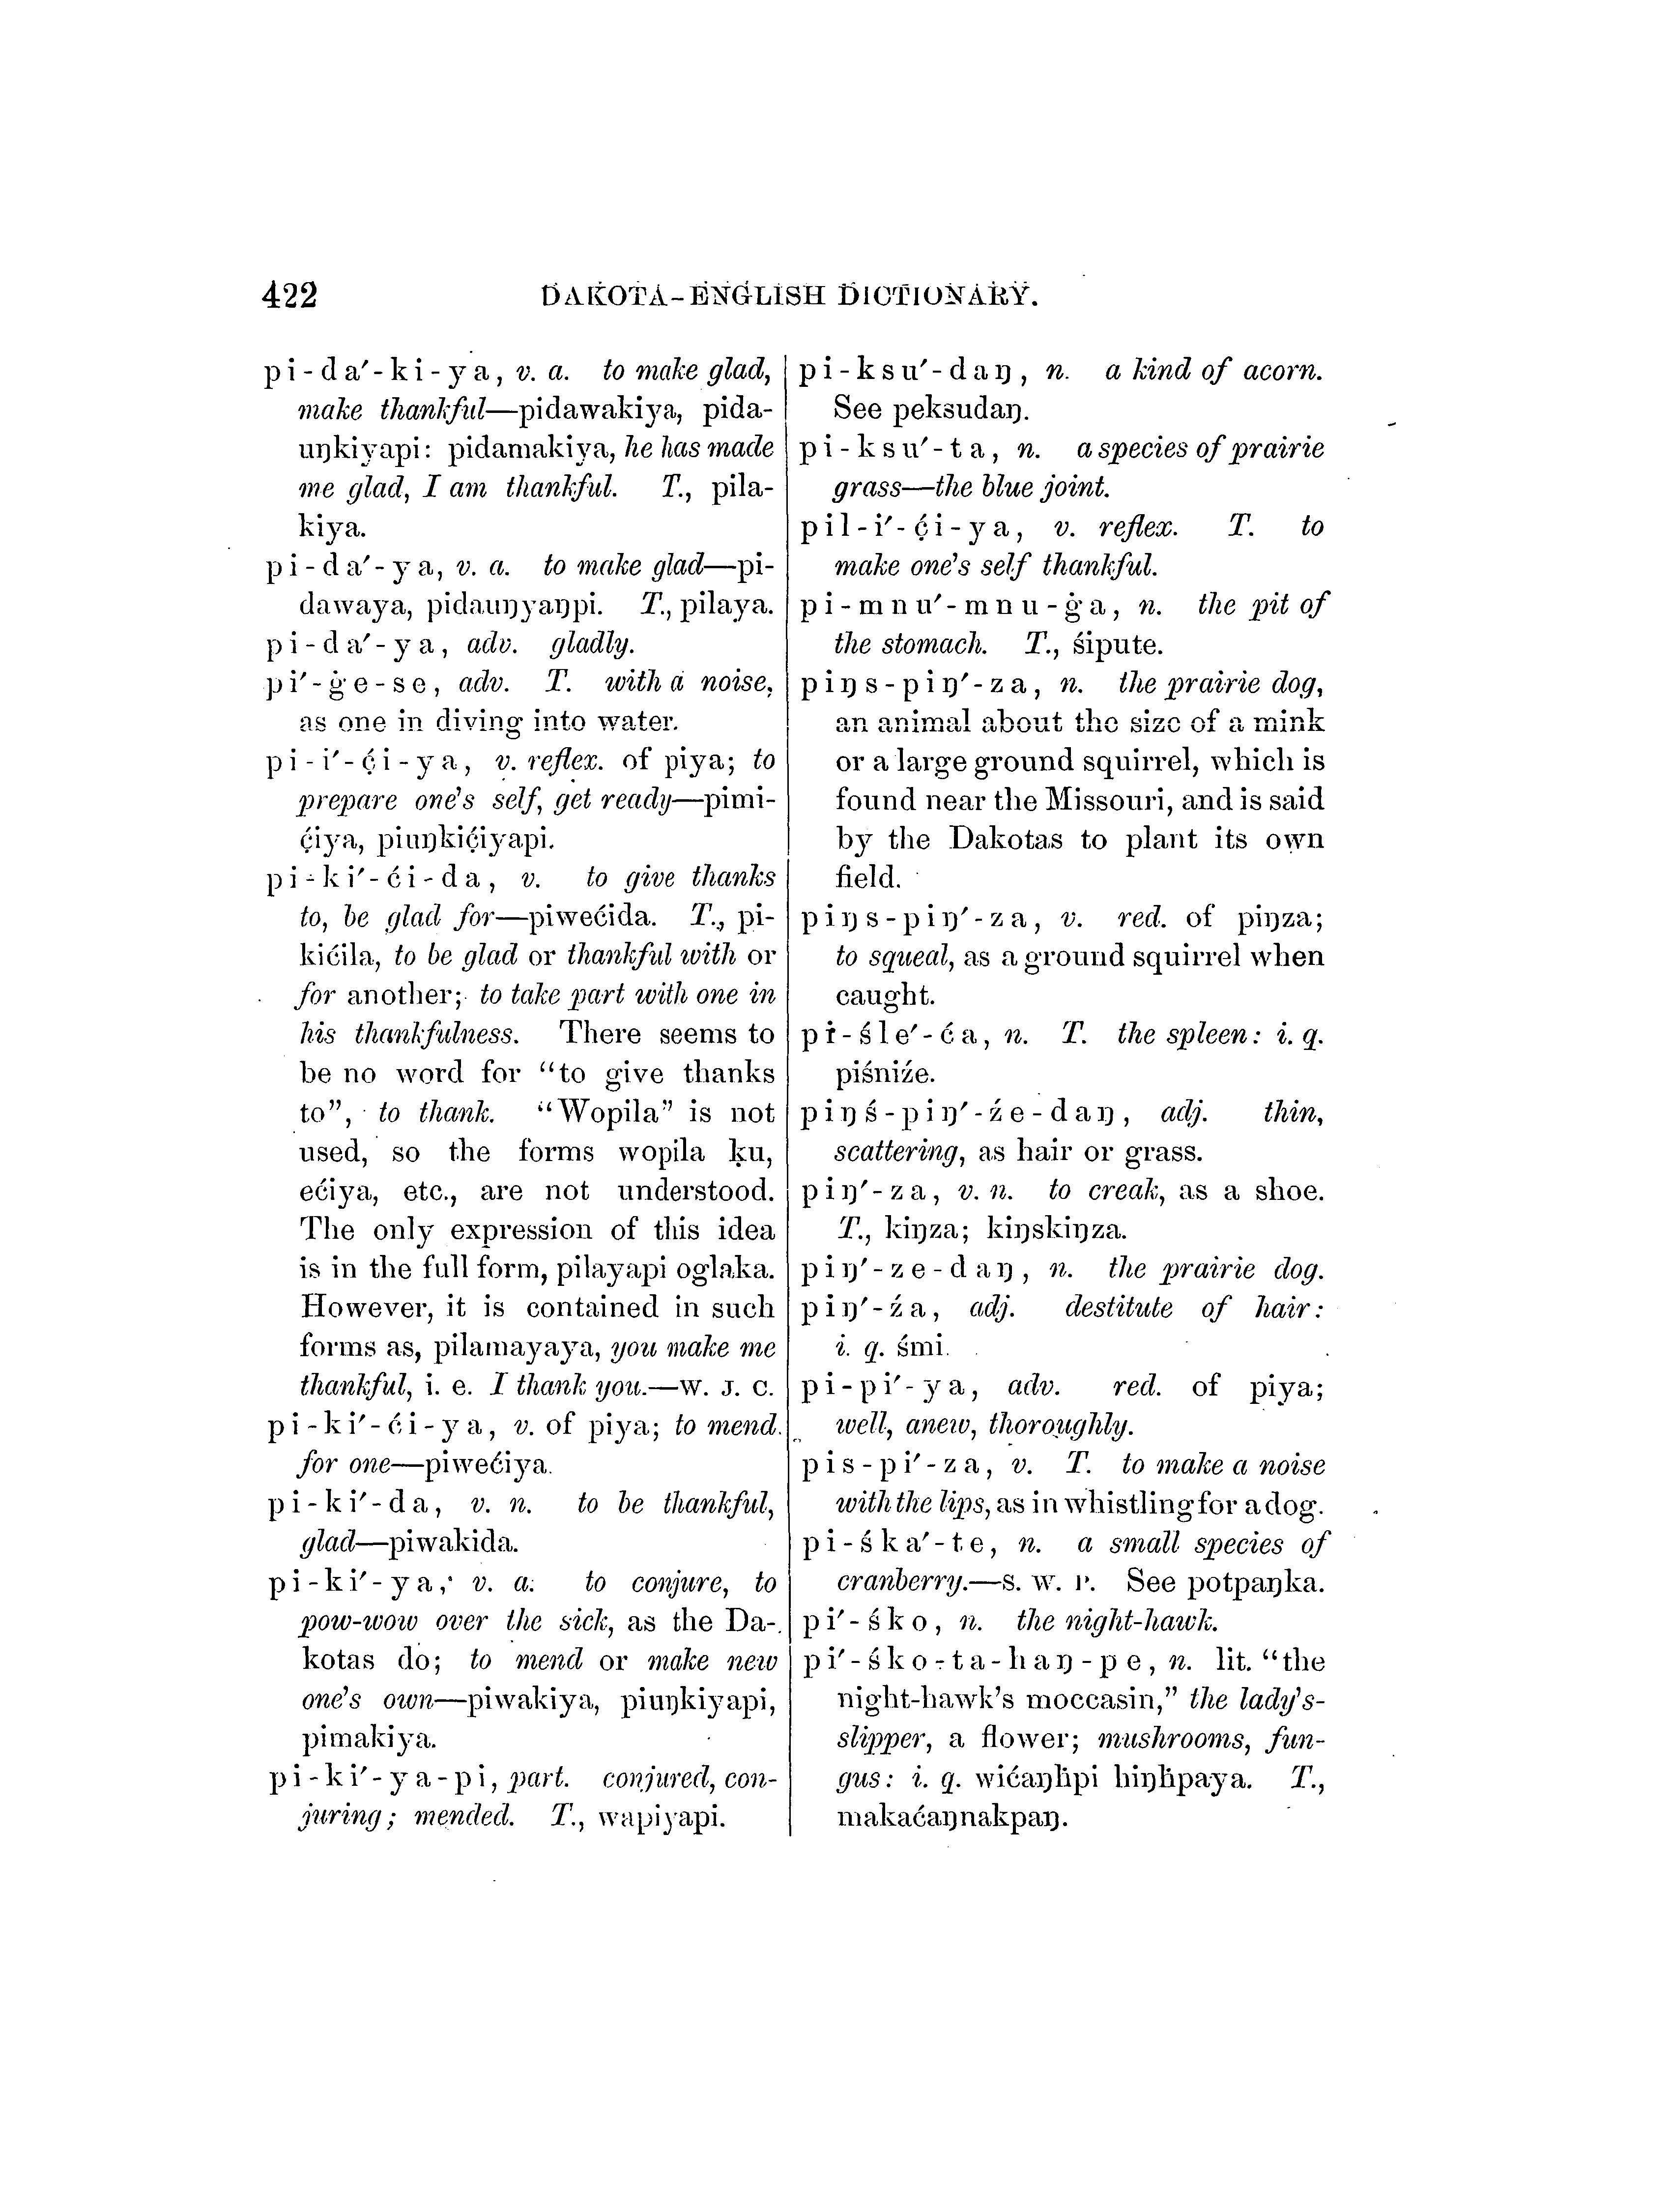 422 DAKOTA-ENGLISH DICTIONARY.
pi-da′-ki-ya, v. a. to make glad,
make thankful—pidawakiya, pida-
uŋkiyapi: pidamakiya, he has made
me glad, I am thankful. T., pila-
kiya.
pi-da′-ya, v. a. to make glad—pi-
dawaya, pidauŋyaŋpi. T., pilaya.
pi-da′-ya, adv. gladly.
pi′-ġe-se, adv. T. with a noise,
as one in diving into water.
pi-i′-ć̣i-ya, v. reflex. of piya; to
prepare one's self, get ready—pimi-
ć̣iya, piuŋkić̣iyapi.
pi-ki′-ći-da, v. to give thanks
to, be glad for—piwećida. T., pi-
kićila, to be glad or thankful with or
for another; to take part with one in
his thankfulness. There seems to
be no word for "to give thanks
to", to thank. "Wopila" is not
used, so the forms wopila ḳu,
ećiya, etc., are not understood.
The only expression of this idea
is in the full form, pilayapi oglaka.
However, it is contained in such
forms as, pilamayaya, you make me
thankful, i. e. I thank you.—W. J. C.
pi-ki′-ći-ya, v. of piya; to mend
for one—piwećiya.
pi-ki′-da, v. n. to be thankful,
glad—piwakida.
pi-ki′-ya, v. a. to conjure, to
pow-wow over the sick, as the Da-
kotas do; to mend or make new
one's own—piwakiya, piuŋkiyapi,
pimakiya.
pi-ki′-ya-pi, part. conjured, con-
juring; mended. T., wapiyapi.
pi-ksu′-daŋ, n. a kind of acorn.
See peksudaŋ.
pi-ksu′-ta, n. a species of prairie
grass—the blue joint.
pil-i′-ć̣i-ya, v. reflex. T. to
make one's self thankful.
pi-mnu′-mnu-ġa, n. the pit of
the stomach. T., śipute.
piŋs-piŋ′-za, n. the prairie dog,
an animal about the size of a mink
or a large ground squirrel, which is
found near the Missouri, and is said
by the Dakotas to plant its own
field.
piŋs-piŋ′-za, v. red. of piŋza;
to squeal, as a ground squirrel when
caught.
pi-śle′-ća, n. T. the spleen: i. q.
piśniźe.
piŋś-piŋ′-źe-daŋ, adj. thin,
scattering, as hair or grass.
piŋ′-za, v. n. to creak, as a shoe.
T., kiŋza; kiŋskiŋza.
piŋ′-ze-daŋ, n. the prairie dog.
piŋ′-źa, adj. destitute of hair:
i. q. śmi.
pi-pi′-ya, adv. red. of piya;
well, anew, thoroughly.
pis-pi′-za, v. T. to make a noise
with the lips, as in whistling for a dog.
pi-śka′-te, n. a small species of
cranberry.—S. W. P. See potpaŋka.
pi′-śko, n. the night-hawk.
pi′-śko-ta-haŋ-pe, n. lit. "the
night-hawk's moccasin," the lady's-
slipper, a flower; mushrooms, fun-
gus: i. q. wićaŋḣpi hiŋḣpaya. T.,
makaćaŋnakpaŋ.